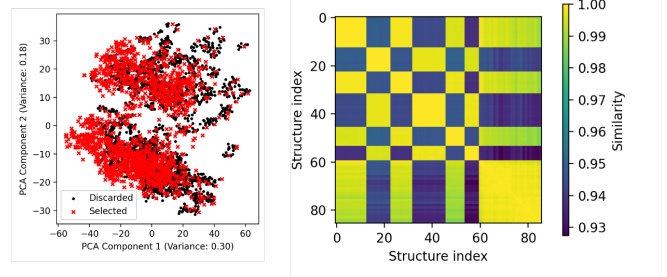 PCA Component 2 (Variance: 0.18)
30
20
10
0
−10
−20
−30
Discarded
Selected
−60 −40 −20 0 20 40 60
PCA Component 1 (Variance: 0.30)
Structure index
0
20
40
60
80
0 20 40 60 80
Structure index
1.00
0.99
0.98
0.97
0.96
0.95
0.94
0.93
Similarity